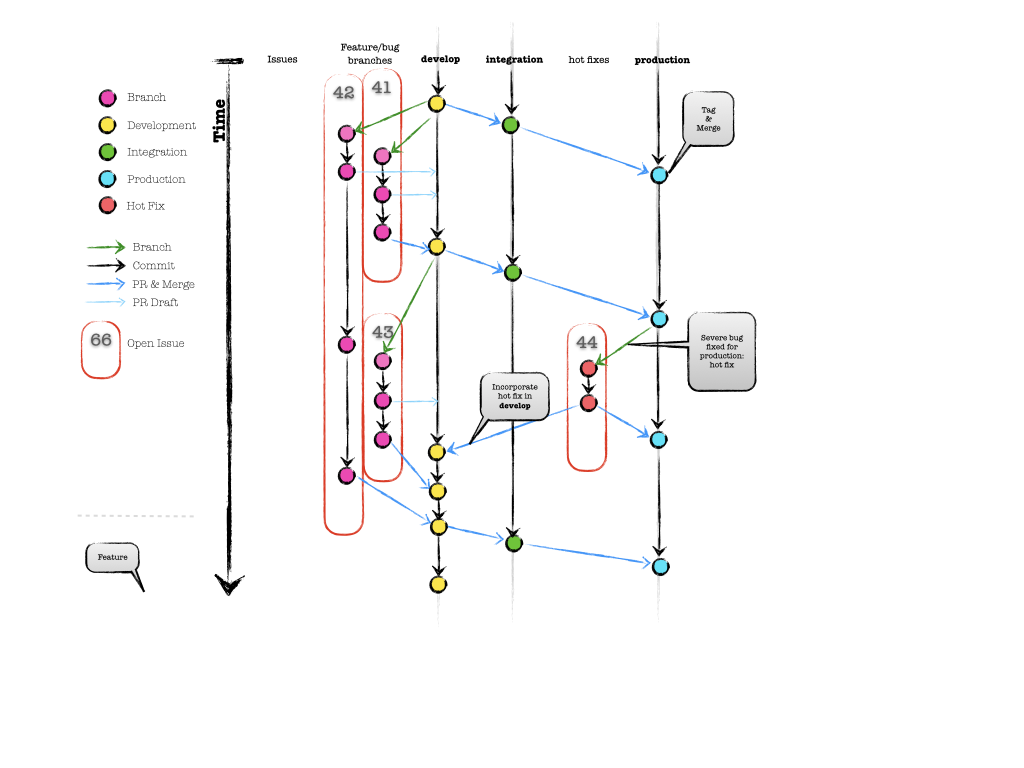 Feature/bug
branches
Issues
develop
integration
hot fixes
production
Time
42
41
Tag
&
Merge
Branch
Development
Integration
Production
Hot Fix
Branch
Commit
PR & Merge
PR Draft
66
Open Issue
43
44
Severe bug
fixed for
production:
hot fix
Incorporate
hot fix in
develop
Feature